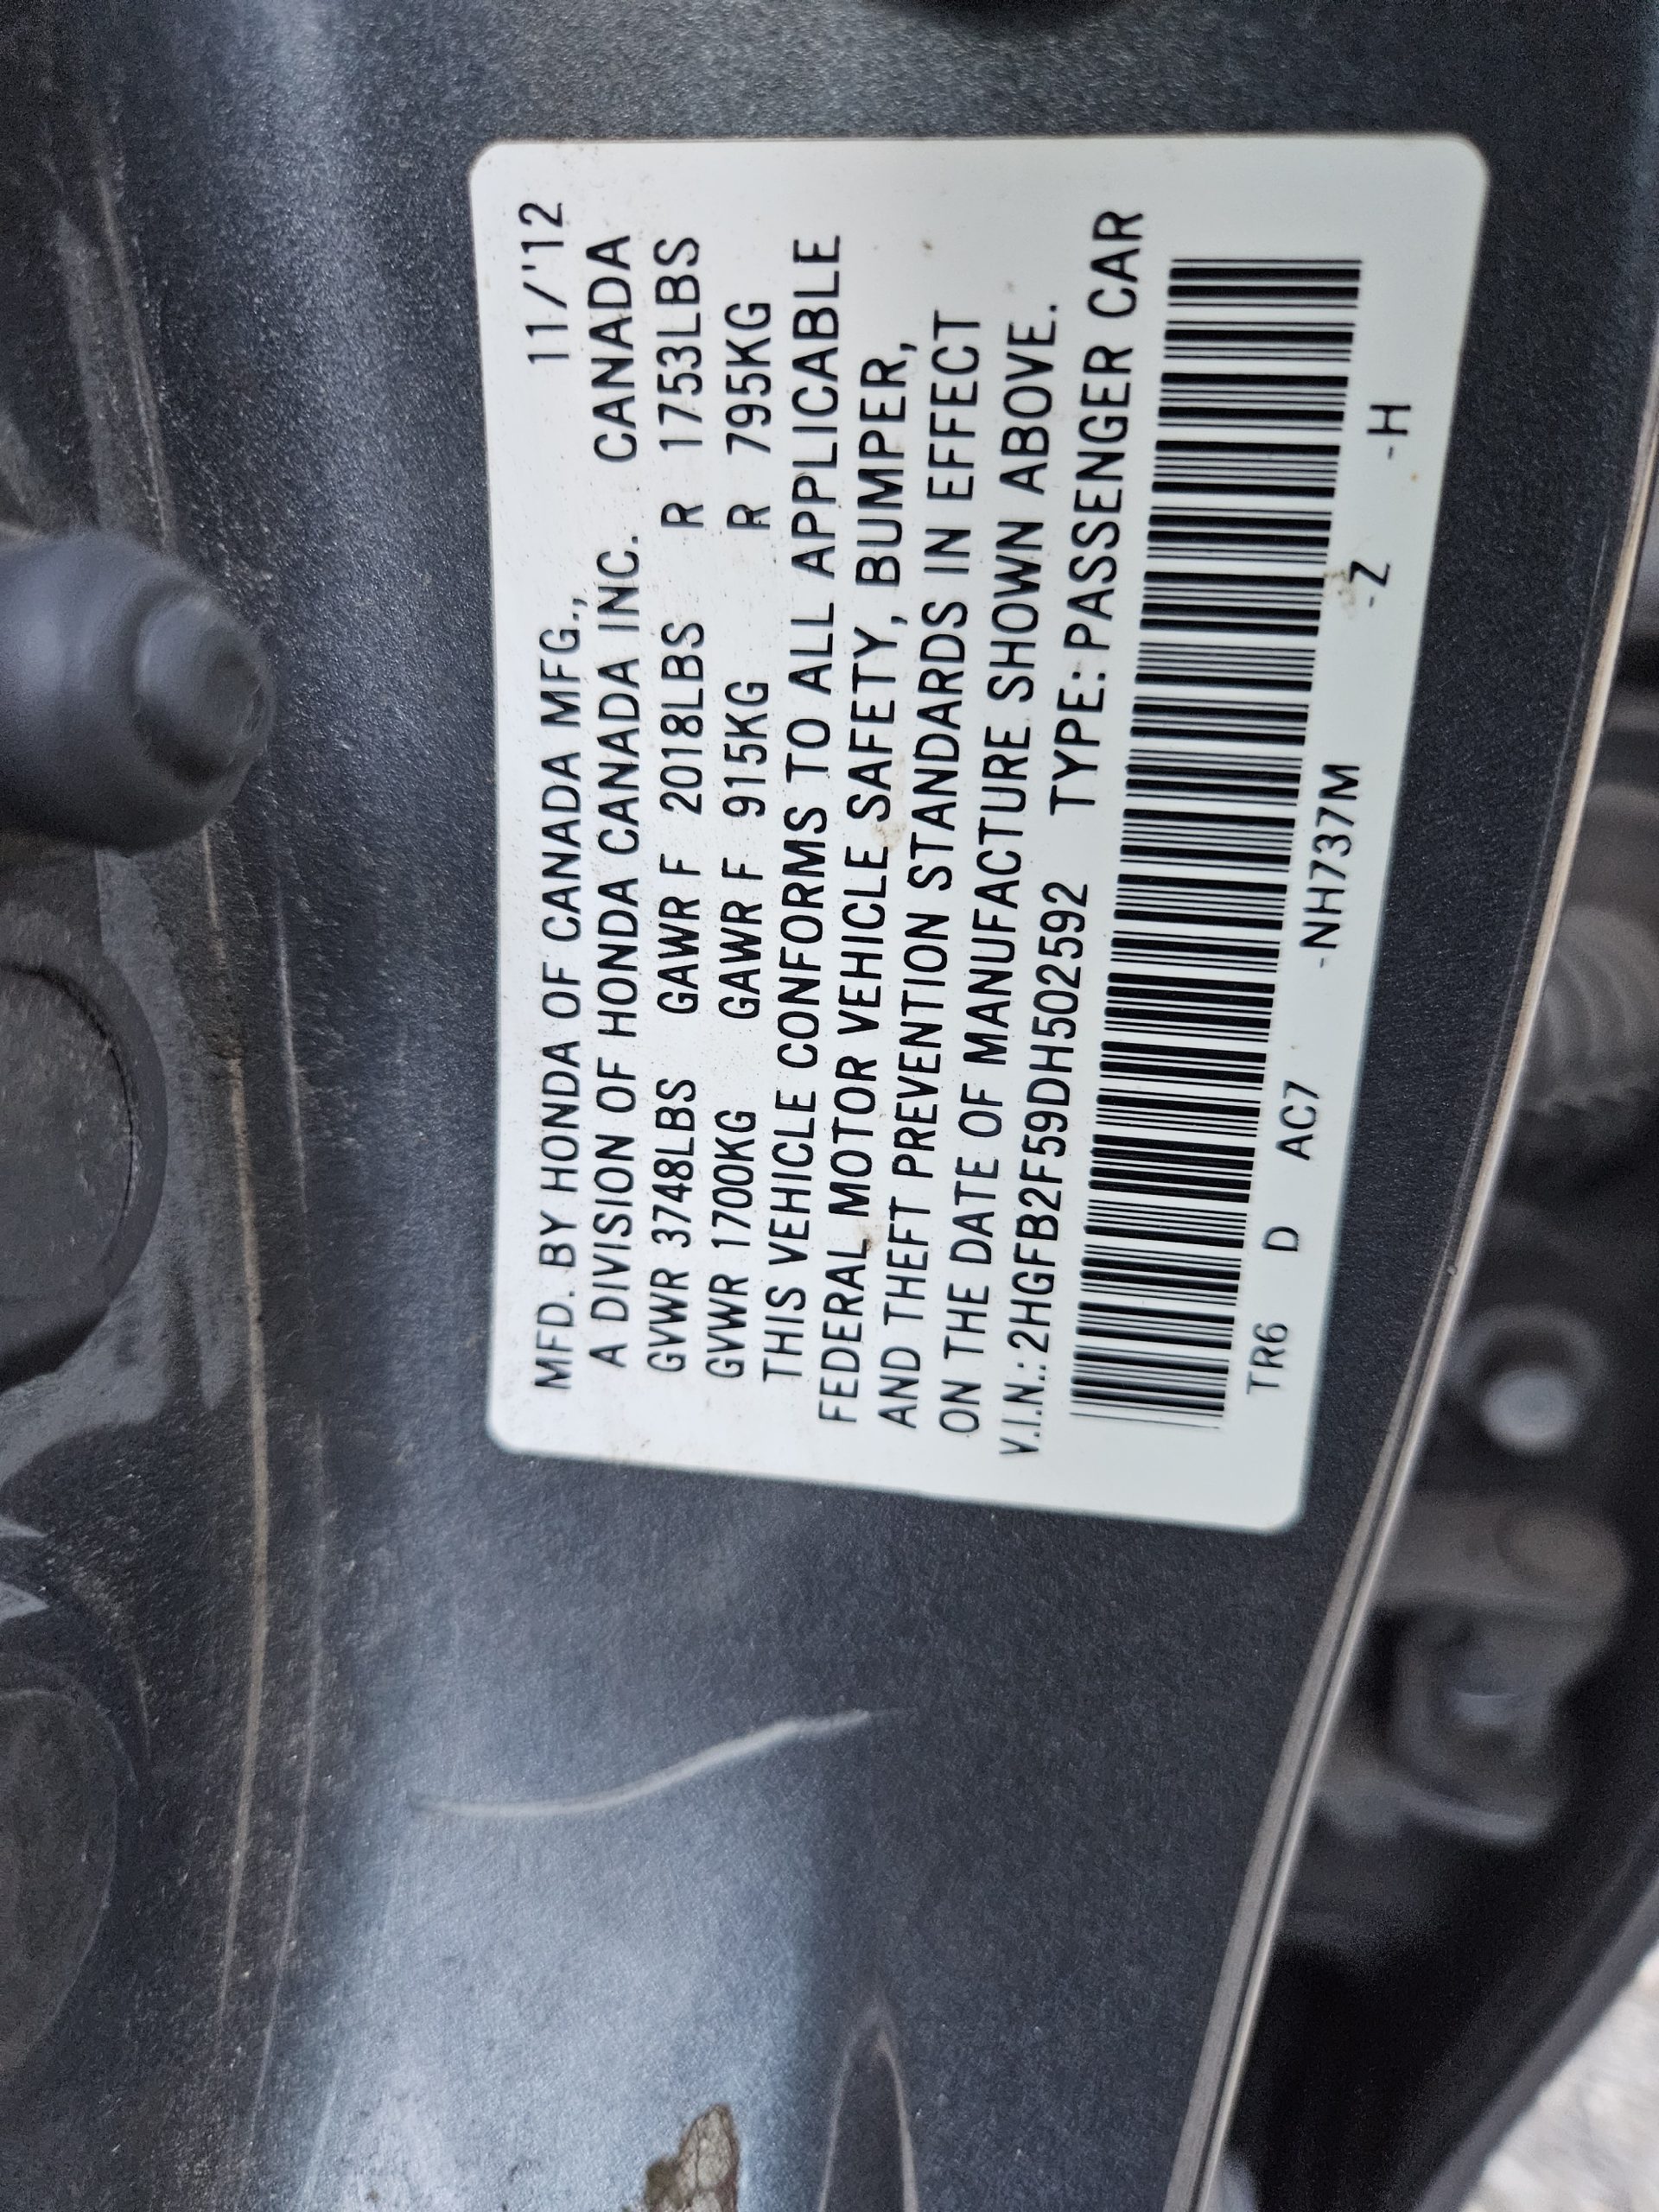 11/'12
MFD. BY HONDA OF CANADA MFG.,
A DIVISION OF HONDA CANADA INC. CANADA
GVWR 3748LBS GAWR F 2018LBS R 1753LBS
GVWR 1700KG GAWR F 915KG R 795KG
THIS VEHICLE CONFORMS TO ALL APPLICABLE
FEDERAL MOTOR VEHICLE SAFETY, BUMPER,
AND THEFT PREVENTION STANDARDS IN EFFECT
ON THE DATE OF MANUFACTURE SHOWN ABOVE.
V.I.N.: 2HGFB2F59DH502592 TYPE: PASSENGER CAR
TR6 D AC7 -NH737M -Z -H